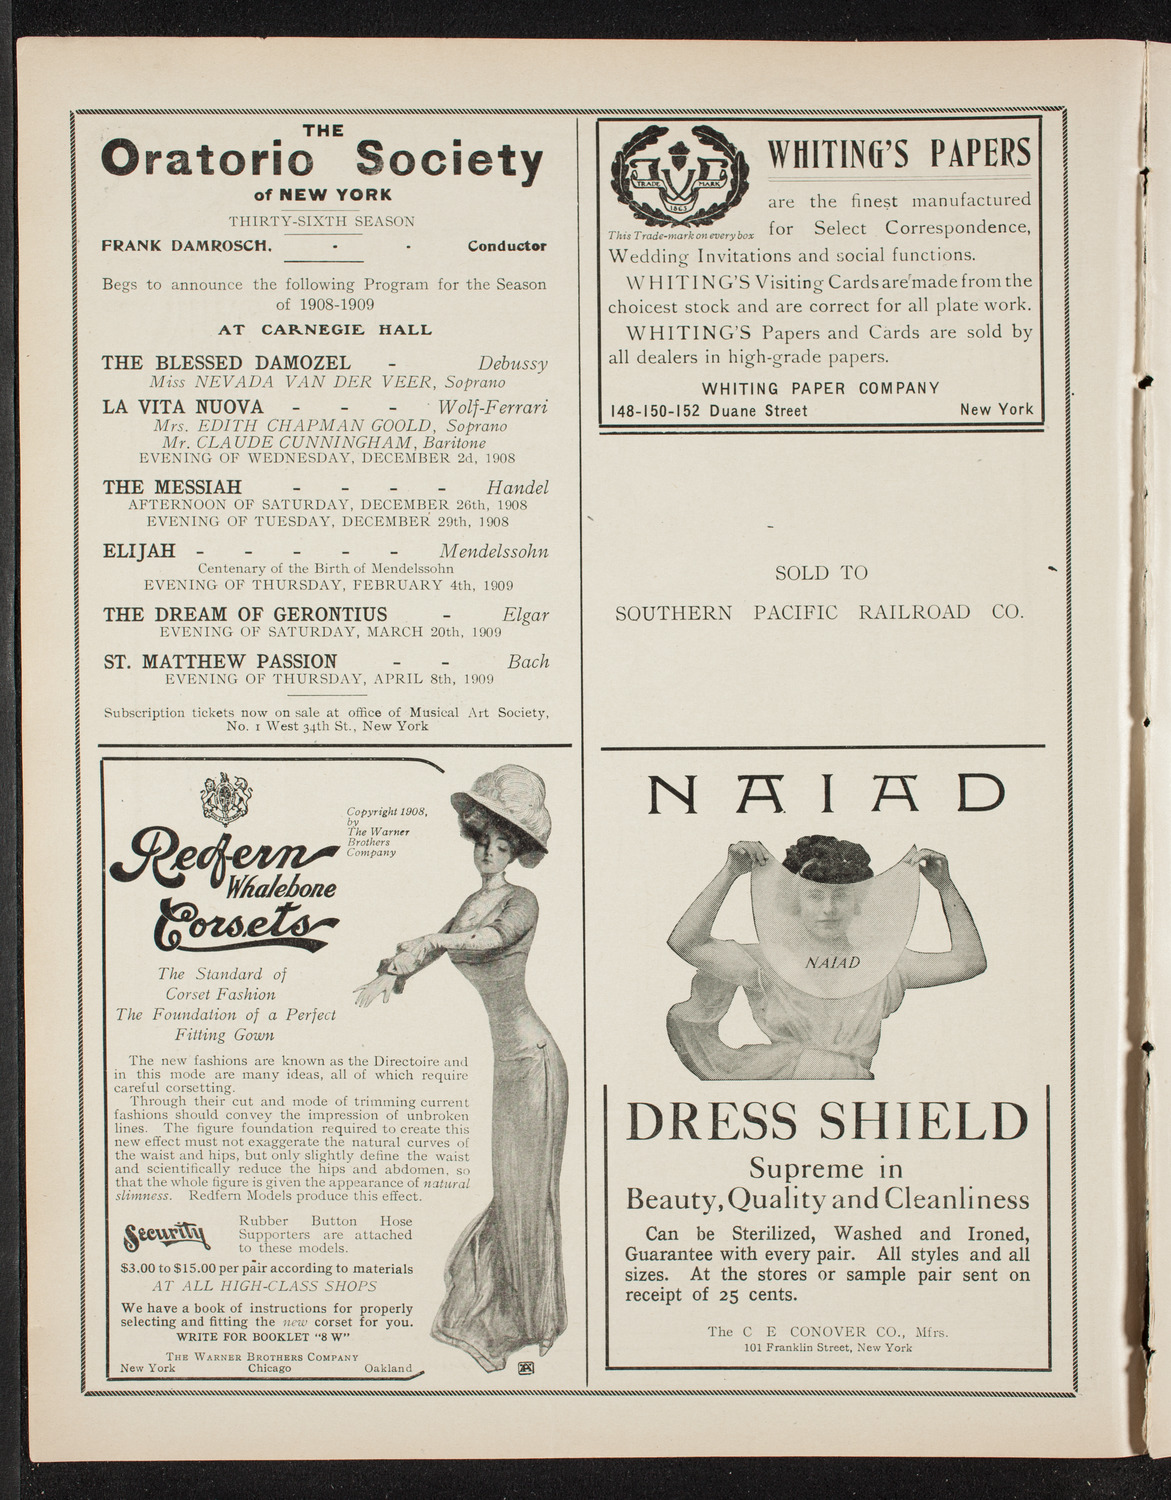 THE
Oratorio Society
of NEW YORK
THIRTY-SIXTH SEASON
FRANK DAMROSCH. - - Conductor
Begs to announce the following Program for the Season
of 1908-1909
AT CARNEGIE HALL
THE BLESSED DAMOZEL - Debussy
Miss NEVADA VAN DER VEER, Soprano
LA VITA NUOVA - - - Wolf-Ferrari
Mrs. EDITH CHAPMAN GOOLD, Soprano
Mr. CLAUDE CUNNINGHAM, Baritone
EVENING OF WEDNESDAY, DECEMBER 2d, 1908
THE MESSIAH - - - - Handel
AFTERNOON OF SATURDAY, DECEMBER 26th, 1908
EVENING OF TUESDAY, DECEMBER 29th, 1908
ELIJAH - - - - - Mendelssohn
Centenary of the Birth of Mendelssohn
EVENING OF THURSDAY, FEBRUARY 4th, 1909
THE DREAM OF GERONTIUS - Elgar
EVENING OF SATURDAY, MARCH 20th, 1909
ST. MATTHEW PASSION - - Bach
EVENING OF THURSDAY, APRIL 8th, 1909
Subscription tickets now on sale at office of Musical Art Society,
No. 1 West 34th St., New York
Redfern
Whalebone
Corsets
Copyright 1908,
by
The Warner
Brothers
Company
The Standard of
Corset Fashion
The Foundation of a Perfect
Fitting Gown
The new fashions are known as the Directoire and
in this mode are many ideas, all of which require
careful corsetting.
Through their cut and mode of trimming current
fashions should convey the impression of unbroken
lines. The figure foundation required to create this
new effect must not exaggerate the natural curves of
the waist and hips, but only slightly define the waist
and scientifically reduce the hips and abdomen, so
that the whole figure is given the appearance of natural
slimness. Redfern Models produce this effect.
Security
Rubber Button Hose
Supporters are attached
to these models.
$3.00 to $15.00 per pair according to materials
AT ALL HIGH-CLASS SHOPS
We have a book of instructions for properly
selecting and fitting the new corset for you.
WRITE FOR BOOKLET "8 W"
THE WARNER BROTHERS COMPANY
New York Chicago Oakland
TRADE MARK
1865
This Trade-mark on every box
WHITING'S PAPERS
are the finest manufactured
for Select Correspondence,
Wedding Invitations and social functions.
WHITING'S Visiting Cards are made from the
choicest stock and are correct for all plate work.
WHITING'S Papers and Cards are sold by
all dealers in high-grade papers.
WHITING PAPER COMPANY
148-150-152 Duane Street New York
SOLD TO
SOUTHERN PACIFIC RAILROAD CO.
NAIAD
NAIAD
DRESS SHIELD
Supreme in
Beauty, Quality and Cleanliness
Can be Sterilized, Washed and Ironed,
Guarantee with every pair. All styles and all
sizes. At the stores or sample pair sent on
receipt of 25 cents.
The C E CONOVER CO., Mfrs.
101 Franklin Street, New York